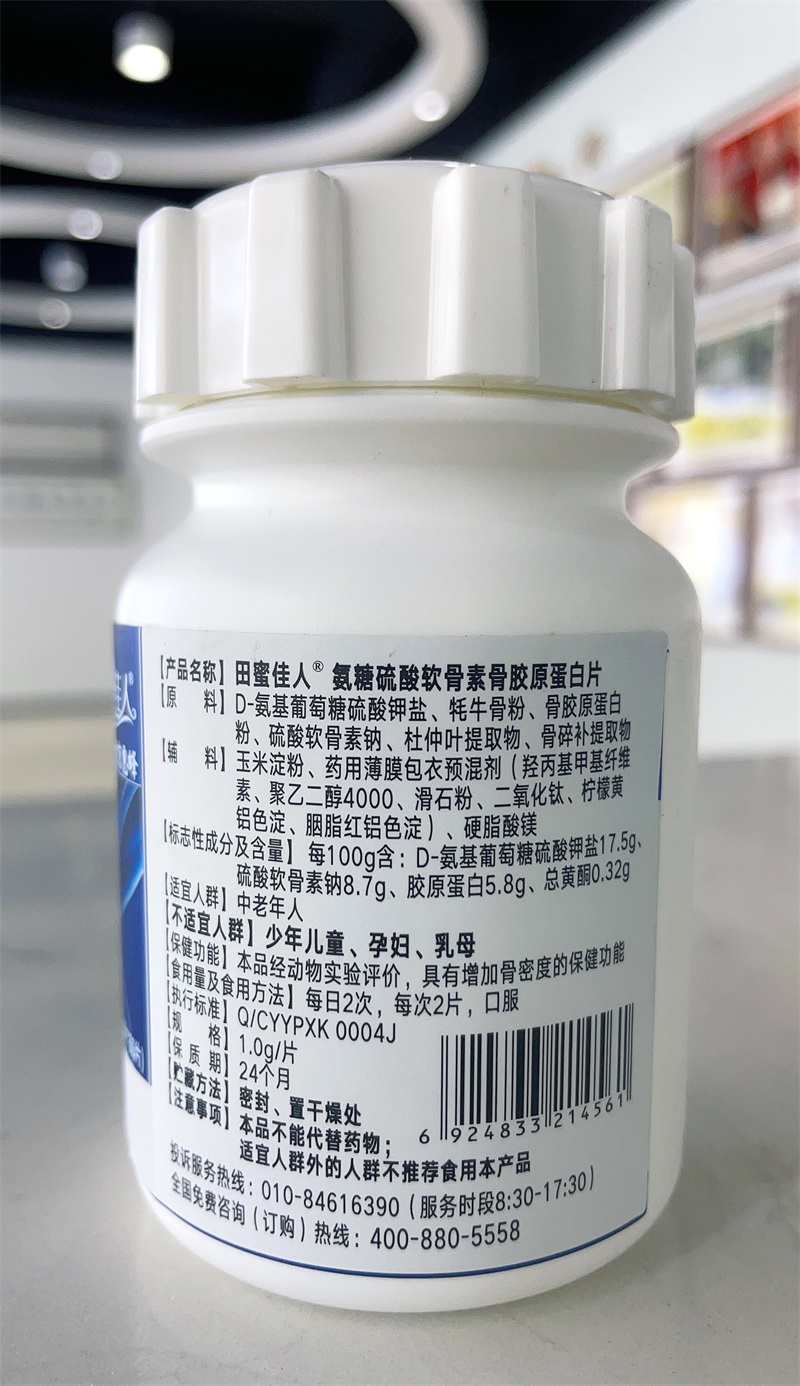 【产品名称】田蜜佳人® 氨糖硫酸软骨素骨胶原蛋白片
【原 料】D-氨基葡萄糖硫酸钾盐、牦牛骨粉、骨胶原蛋白
粉、硫酸软骨素钠、杜仲叶提取物、骨碎补提取物
【辅 料】玉米淀粉、药用薄膜包衣预混剂（羟丙基甲基纤维
素、聚乙二醇4000、滑石粉、二氧化钛、柠檬黄
铝色淀、胭脂红铝色淀）、硬脂酸镁
【标志性成分及含量】每100g含：D-氨基葡萄糖硫酸钾盐17.5g、
硫酸软骨素钠8.7g、胶原蛋白5.8g、总黄酮0.32g
【适宜人群】中老年人
【不适宜人群】少年儿童、孕妇、乳母
【保健功能】本品经动物实验评价，具有增加骨密度的保健功能
【食用量及食用方法】每日2次，每次2片，口服
【执行标准】Q/CYYPXK 0004J
【规 格】1.0g/片
【保 质 期】24个月
【贮藏方法】密封、置干燥处
【注意事项】本品不能代替药物；
适宜人群外的人群不推荐食用本产品
投诉服务热线：010-84616390（服务时段8:30-17:30）
全国免费咨询（订购）热线：400-880-5558
6 924833 214561
佳人®